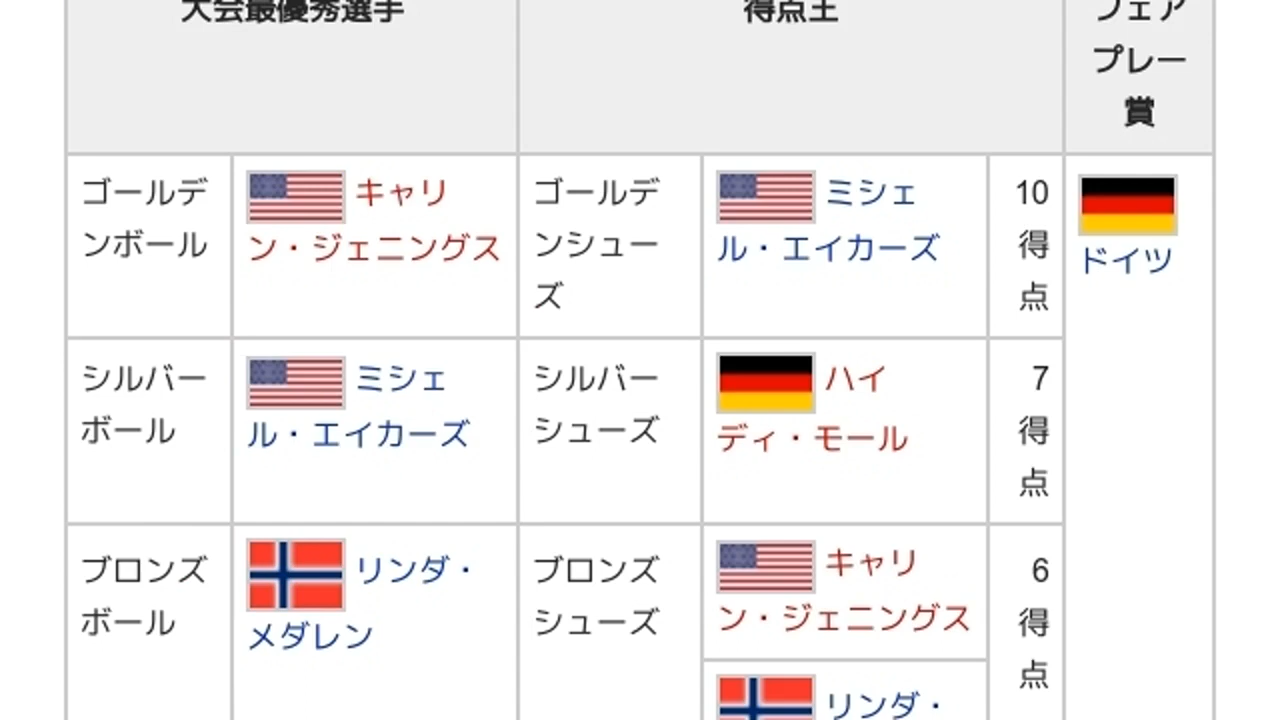 大会最優秀選手
得点王
フェア
プレー
賞
ゴールデ
ンボール
キャリ
ン・ジェニングス
ゴールデ
ンシュー
ズ
ミシェ
ル・エイカーズ
10
得
点
ドイツ
シルバー
ボール
ミシェ
ル・エイカーズ
シルバー
シューズ
ハイ
ディ・モール
7
得
点
ブロンズ
ボール
リンダ・
メダレン
ブロンズ
シューズ
キャリ
ン・ジェニングス
6
得
点
リンダ・